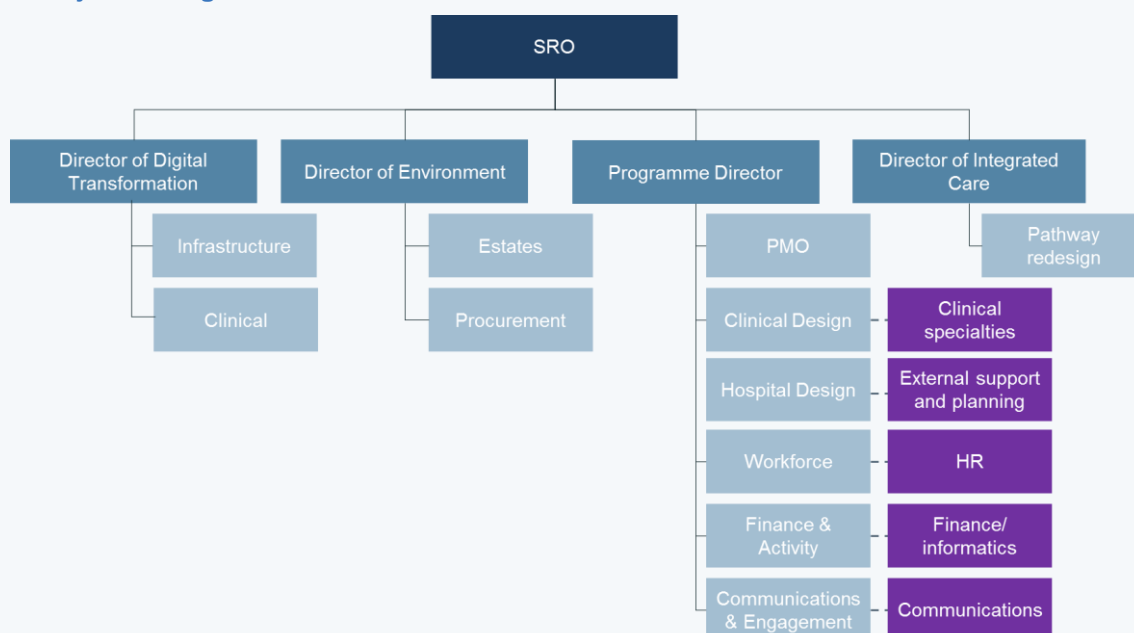 SRO
Director of Digital
Transformation
Director of Environment
Programme Director
Director of Integrated
Care
Infrastructure
Estates
PMO
Pathway
redesign
Clinical
Procurement
Clinical Design
Clinical
specialties
Hospital Design
External support
and planning
Workforce
HR
Finance &
Activity
Finance/
informatics
Communications
& Engagement
Communications